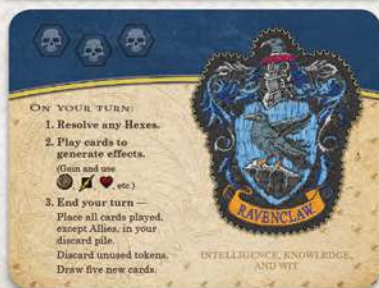 ON YOUR TURN:
1. Resolve any Hexes.
2. Play cards to
generate effects.
(Gain and use
, etc.)
3. End your turn —
Place all cards played,
except Allies, in your
discard pile.
Discard unused tokens.
Draw five new cards.
RAVENCLAW
INTELLIGENCE, KNOWLEDGE,
AND WIT